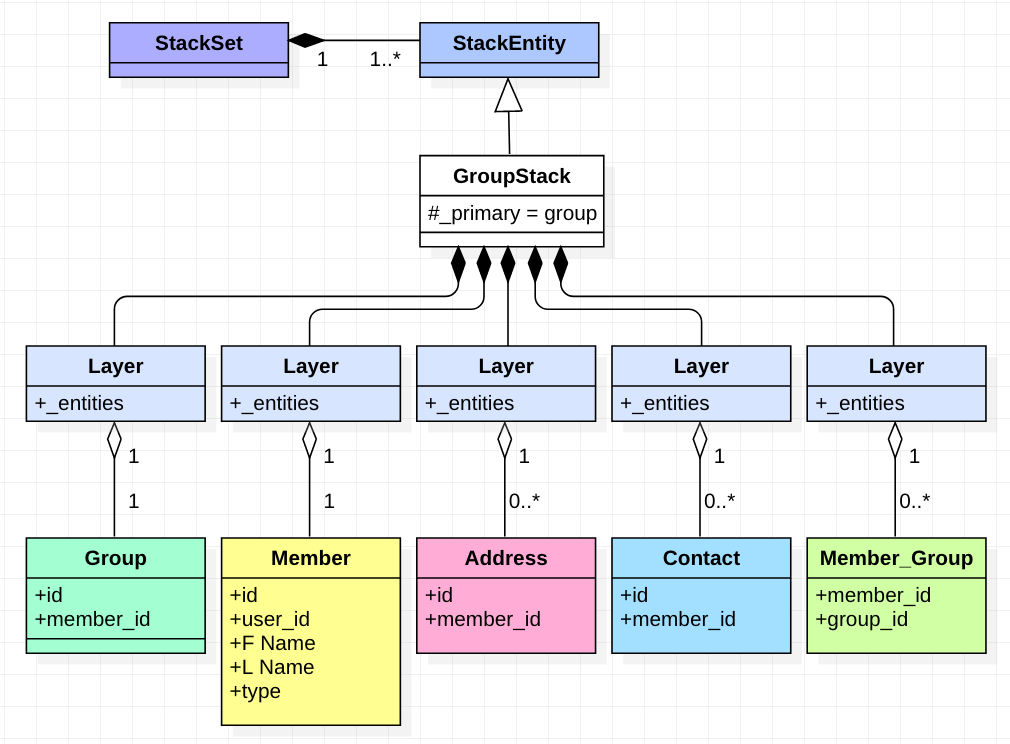 StackSet
StackEntity
1
1..*
GroupStack
#_primary = group
Layer
+_entities
Layer
+_entities
Layer
+_entities
Layer
+_entities
Layer
+_entities
1
1
1
1
1
0..*
1
0..*
1
0..*
Group
+id
+member_id
Member
+id
+user_id
+F Name
+L Name
+type
Address
+id
+member_id
Contact
+id
+member_id
Member_Group
+member_id
+group_id